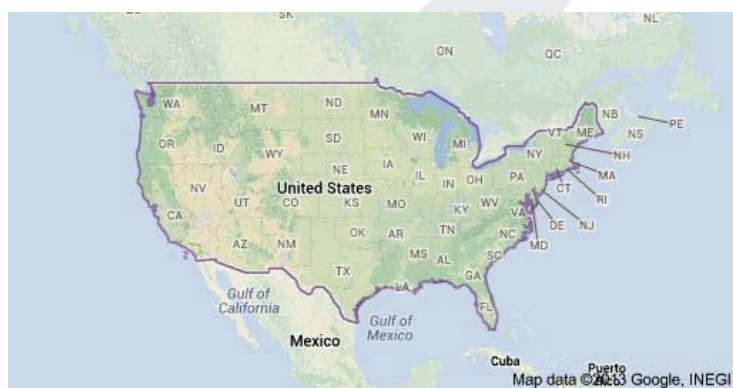 SK
NL
ON
QC
WA
MT
ND
MN
NB
PE
OR
ID
SD
WI
MI
VT
ME
NS
WY
NY
NH
NE
IA
IL
IN
OH
PA
MA
NV
UT
CO
United States
KS
MO
WV
CT
RI
CA
KY
VA
DE
NJ
AZ
NM
OK
AR
TN
NC
MD
MS
AL
SC
TX
LA
GA
Gulf of
California
FL
Gulf of
Mexico
Mexico
Cuba
Puerto
Rico
Map data ©2013 Google, INEGI